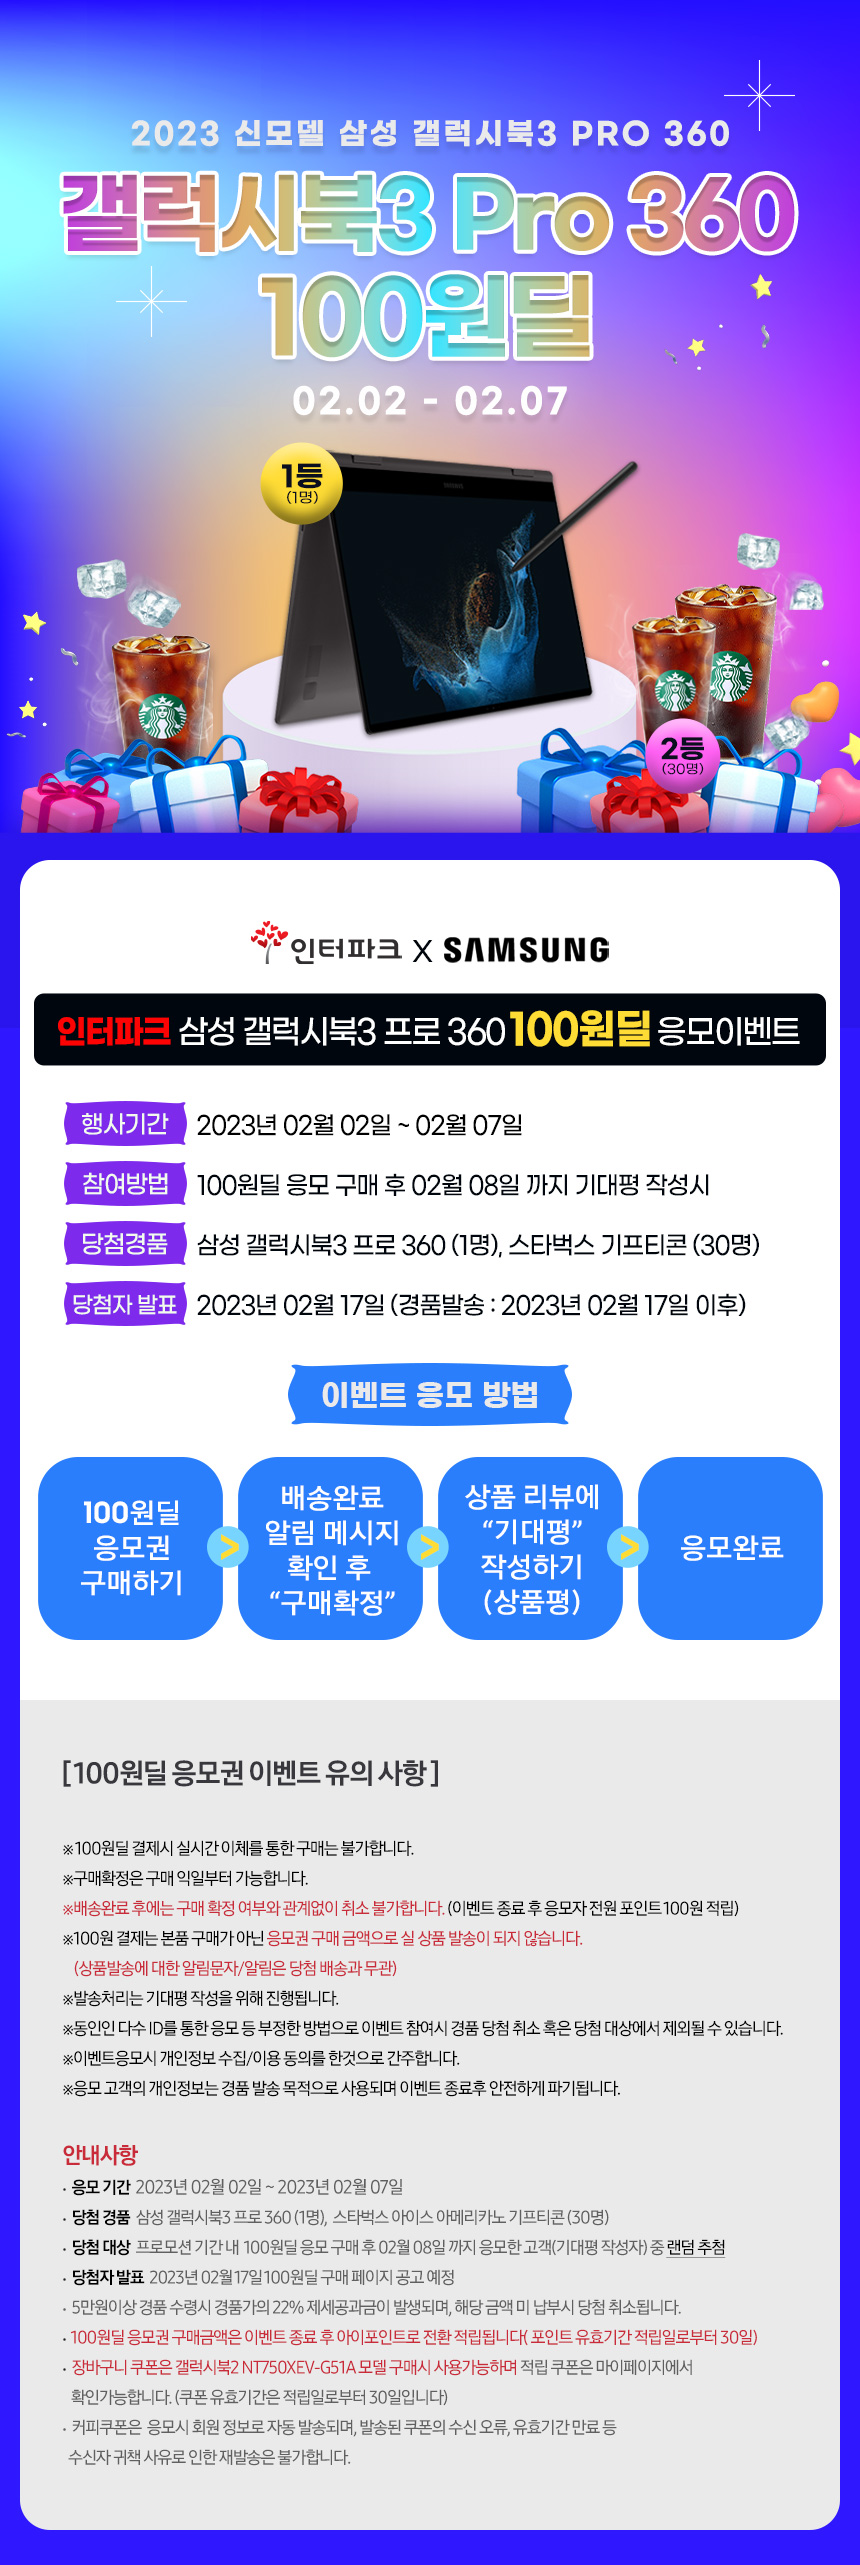 2023 신모델 삼성 갤럭시북3 PRO 360
갤럭시북3 Pro 360
100원딜
02.02 - 02.07
1등
(1명)
2등
(30명)
인터파크 X SAMSUNG
인터파크 삼성 갤럭시북3 프로 360 100원딜 응모이벤트
행사기간 2023년 02월 02일 ~ 02월 07일
참여방법 100원딜 응모 구매 후 02월 08일 까지 기대평 작성시
당첨경품 삼성 갤럭시북3 프로 360 (1명), 스타벅스 기프티콘 (30명)
당첨자 발표 2023년 02월 17일 (경품발송 : 2023년 02월 17일 이후)
이벤트 응모 방법
100원딜
응모권
구매하기
>
배송완료
알림 메시지
확인 후
“구매확정”
>
상품 리뷰에
“기대평”
작성하기
(상품평)
>
응모완료
[100원딜 응모권 이벤트 유의 사항]
※100원딜 결제시 실시간 이체를 통한 구매는 불가합니다.
※구매확정은 구매 익일부터 가능합니다.
※배송완료 후에는 구매 확정 여부와 관계없이 취소 불가합니다. (이벤트 종료 후 응모자 전원 포인트 100원 적립)
※100원 결제는 본품 구매가 아닌 응모권 구매 금액으로 실 상품 발송이 되지 않습니다.
(상품발송에 대한 알림문자/알림은 당첨 배송과 무관)
※발송처리는 기대평 작성을 위해 진행됩니다.
※동인인 다수 ID를 통한 응모 등 부정한 방법으로 이벤트 참여시 경품 당첨 취소 혹은 당첨 대상에서 제외될 수 있습니다.
※이벤트응모시 개인정보 수집/이용 동의를 한것으로 간주합니다.
※응모 고객의 개인정보는 경품 발송 목적으로 사용되며 이벤트 종료후 안전하게 파기됩니다.
안내사항
· 응모 기간 2023년 02월 02일 ~ 2023년 02월 07일
· 당첨 경품 삼성 갤럭시북3 프로 360 (1명), 스타벅스 아이스 아메리카노 기프티콘 (30명)
· 당첨 대상 프로모션 기간 내 100원딜 응모 구매 후 02월 08일 까지 응모한 고객(기대평 작성자) 중 랜덤 추첨
· 당첨자 발표 2023년 02월17일 100원딜 구매 페이지 공고 예정
· 5만원이상 경품 수령시 경품가의 22% 제세공과금이 발생되며, 해당 금액 미 납부시 당첨 취소됩니다.
· 100원딜 응모권 구매금액은 이벤트 종료 후 아이포인트로 전환 적립됩니다( 포인트 유효기간 적립일로부터 30일)
· 장바구니 쿠폰은 갤럭시북2 NT750XEV-G51A 모델 구매시 사용가능하며 적립 쿠폰은 마이페이지에서
확인가능합니다. (쿠폰 유효기간은 적립일로부터 30일입니다)
· 커피쿠폰은 응모시 회원 정보로 자동 발송되며, 발송된 쿠폰의 수신 오류, 유효기간 만료 등
수신자 귀책 사유로 인한 재발송은 불가합니다.